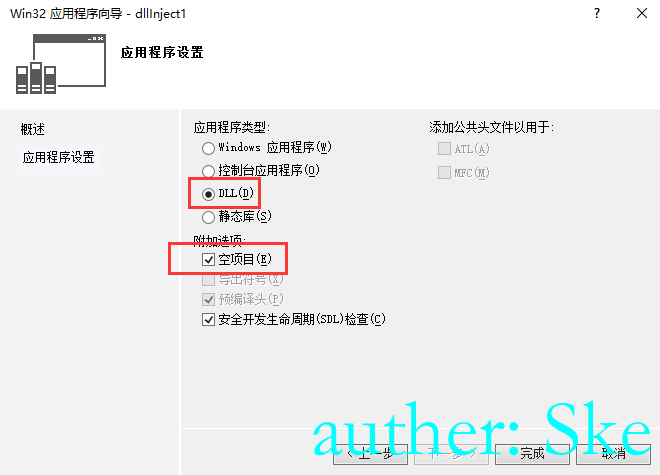 Win32 应用程序向导 - dllInject1
应用程序设置
概述
应用程序设置
应用程序类型:
Windows 应用程序(W)
控制台应用程序(O)
DLL(D)
静态库(S)
附加选项:
空项目(E)
导出符号(X)
预编译头(P)
安全开发生命周期(SDL)检查(C)
添加公共头文件以用于:
ATL(A)
MFC(M)
auther: Ske
< 上一步
下一步 >
完成
取消